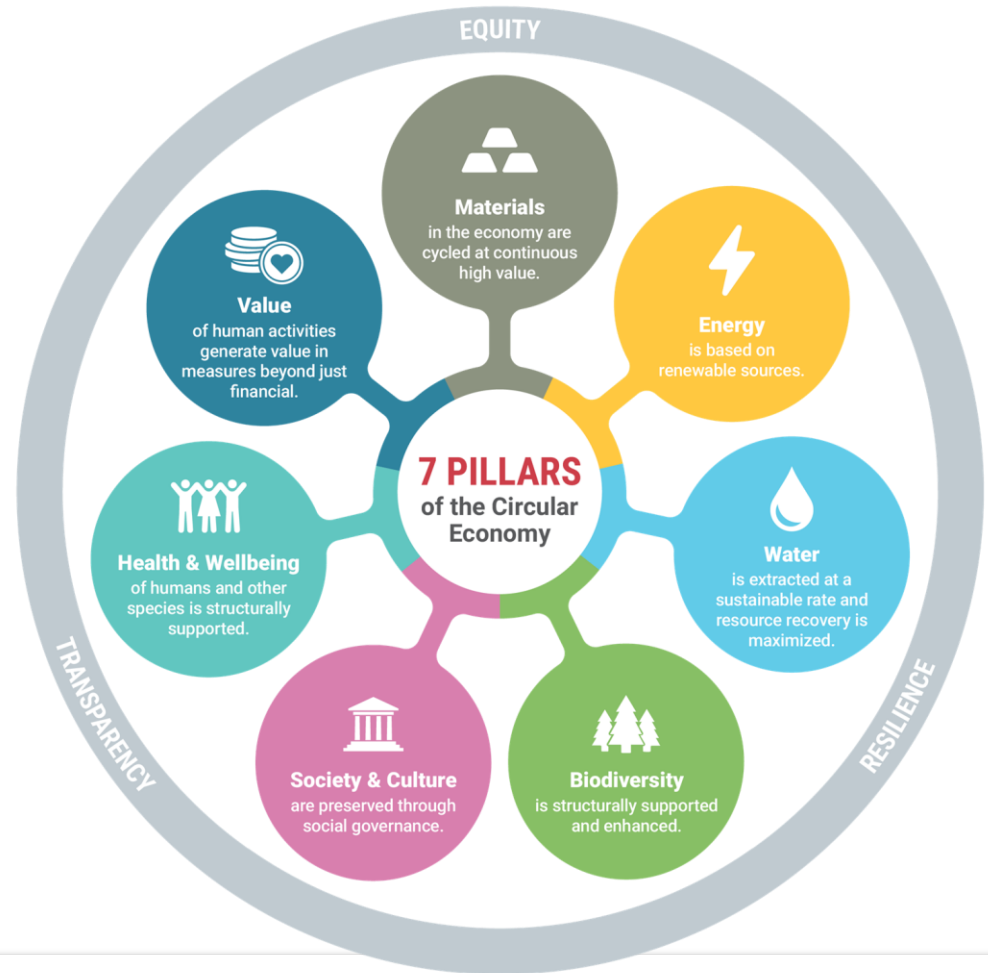 EQUITY
Materials
in the economy are
cycled at continuous
high value.
Energy
is based on
renewable sources.
Water
is extracted at a
sustainable rate and
resource recovery is
maximized.
Biodiversity
is structurally supported
and enhanced.
Society & Culture
are preserved through
social governance.
Health & Wellbeing
of humans and other
species is structurally
supported.
Value
of human activities
generate value in
measures beyond just
financial.
7 PILLARS
of the Circular
Economy
RESILIENCE
TRANSPARENCY